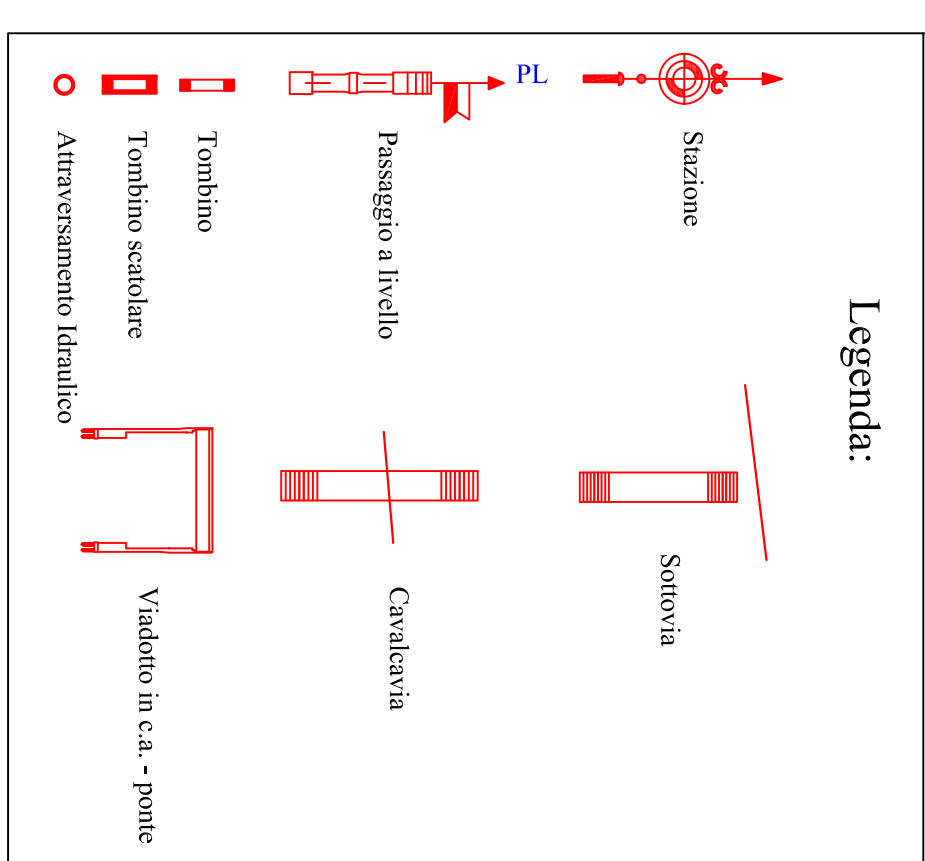 Legenda:
Stazione
Sottovia
PL
Passaggio a livello
Cavalcavia
Tombino
Tombino scatolare
Attraversamento Idraulico
Viadotto in c.a. - ponte